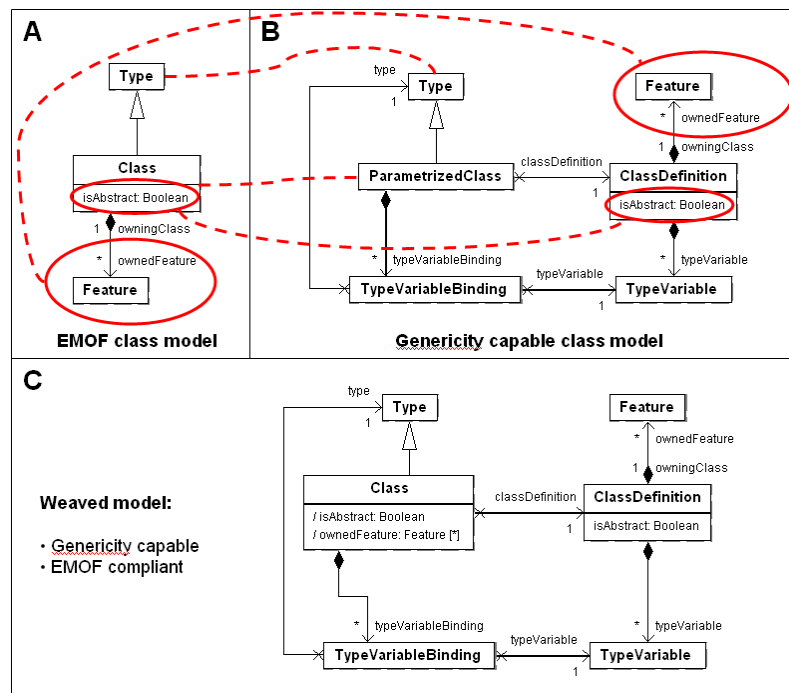 A
Type
Class
isAbstract: Boolean
1 owningClass
* ownedFeature
Feature
EMOF class model
B
type
1
Type
Feature
* ownedFeature
1 owningClass
ParametrizedClass
classDefinition
1
ClassDefinition
isAbstract: Boolean
* typeVariableBinding
* typeVariable
TypeVariableBinding
typeVariable
1
TypeVariable
Genericity capable class model
C
type
1
Type
Feature
* ownedFeature
1 owningClass
Class
/ isAbstract: Boolean
/ ownedFeature: Feature [*]
classDefinition
1
ClassDefinition
isAbstract: Boolean
Weaved model:
• Genericity capable
• EMOF compliant
* typeVariableBinding
* typeVariable
TypeVariableBinding
typeVariable
1
TypeVariable